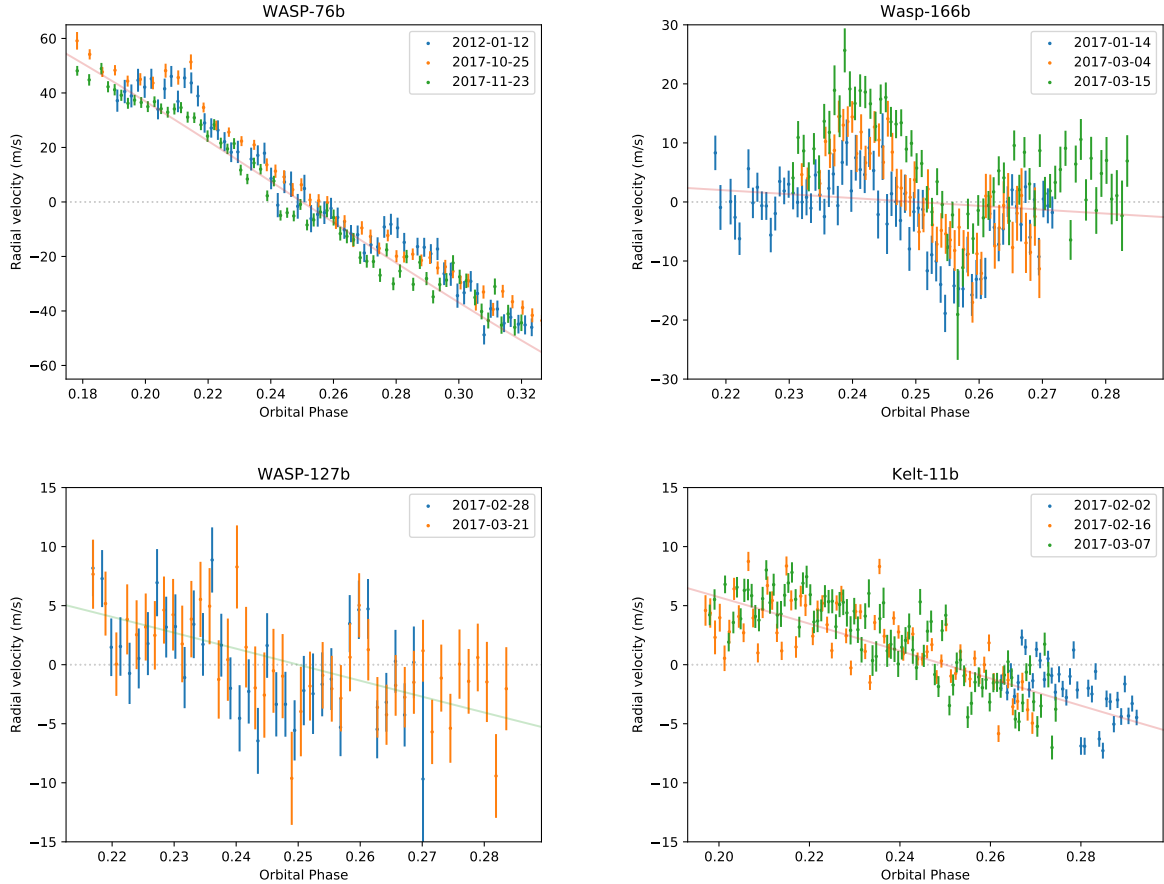 WASP-76b
Radial velocity (m/s)
60
40
20
0
−20
−40
−60
2012-01-12
2017-10-25
2017-11-23
0.18 0.20 0.22 0.24 0.26 0.28 0.30 0.32
Orbital Phase
Wasp-166b
Radial velocity (m/s)
30
20
10
0
−10
−20
−30
2017-01-14
2017-03-04
2017-03-15
0.22 0.23 0.24 0.25 0.26 0.27 0.28
Orbital Phase
WASP-127b
Radial velocity (m/s)
15
10
5
0
−5
−10
−15
2017-02-28
2017-03-21
0.22 0.23 0.24 0.25 0.26 0.27 0.28
Orbital Phase
Kelt-11b
Radial velocity (m/s)
15
10
5
0
−5
−10
−15
2017-02-02
2017-02-16
2017-03-07
0.20 0.22 0.24 0.26 0.28
Orbital Phase